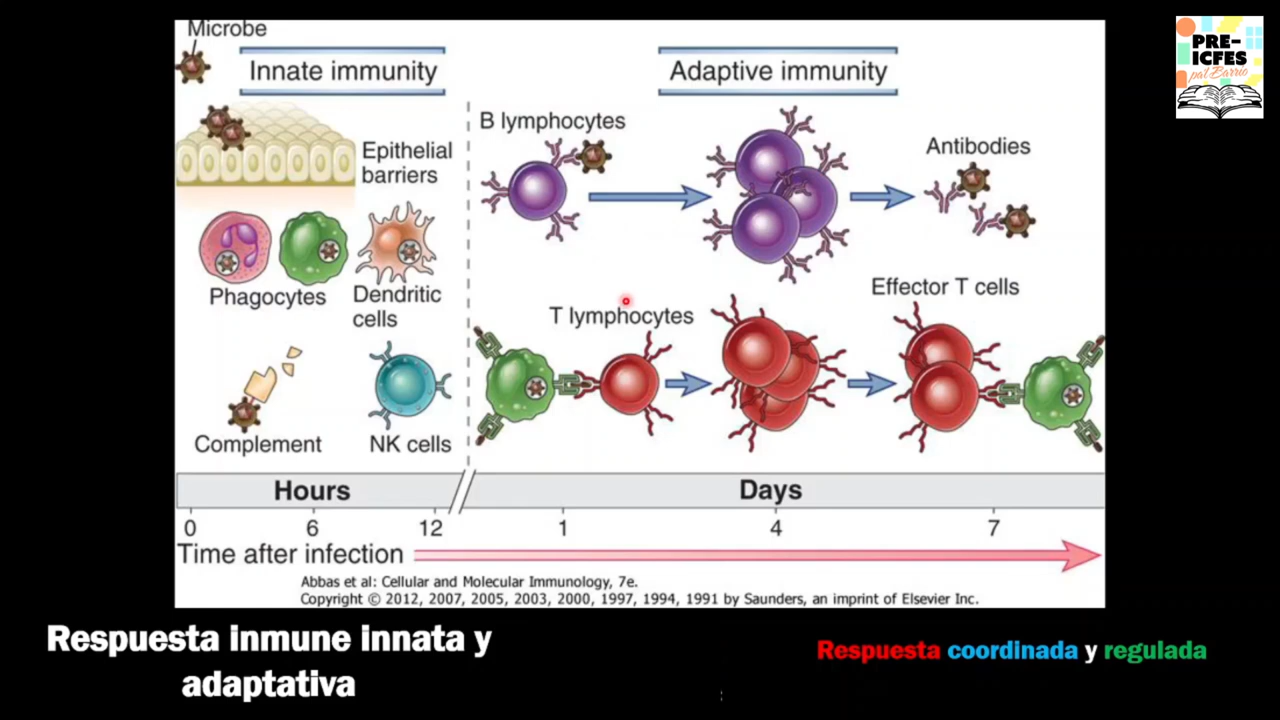 Microbe
Innate immunity
Adaptive immunity
PRE-
ICFES
pal Barrio
Epithelial
barriers
B lymphocytes
Antibodies
Phagocytes
Dendritic
cells
T lymphocytes
Effector T cells
Complement
NK cells
Hours
Days
0 6 12 1 4 7
Time after infection
Abbas et al: Cellular and Molecular Immunology, 7e.
Copyright © 2012, 2007, 2005, 2003, 2000, 1997, 1994, 1991 by Saunders, an imprint of Elsevier Inc.
Respuesta inmune innata y
adaptativa
Respuesta coordinada y regulada